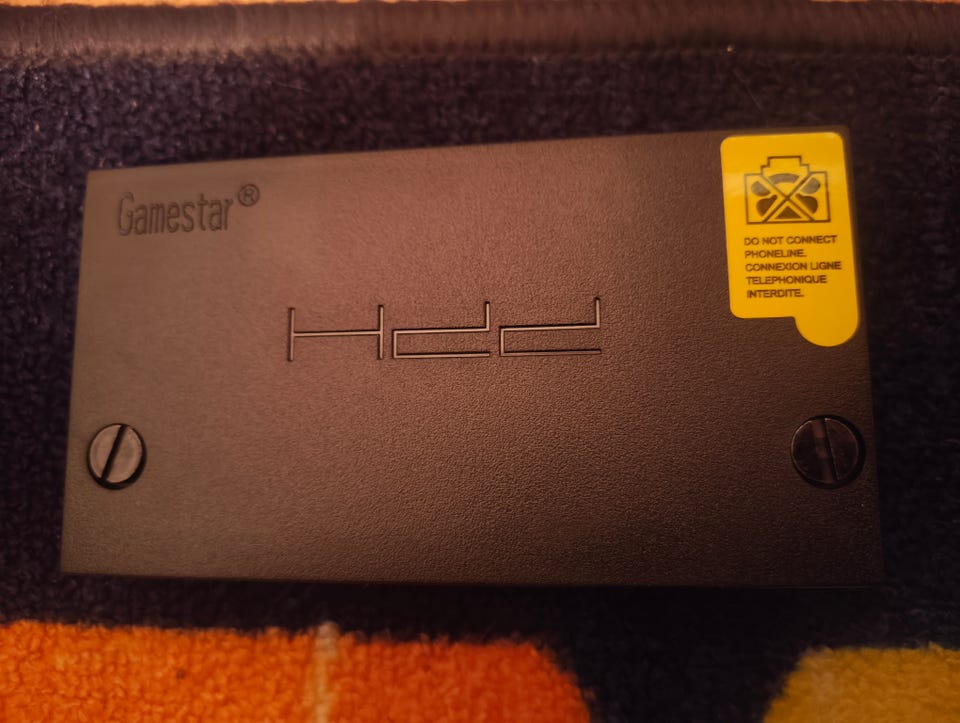 Gamestar®
Hdd
DO NOT CONNECT
PHONELINE.
CONNEXION LIGNE
TELEPHONIQUE
INTERDITE.